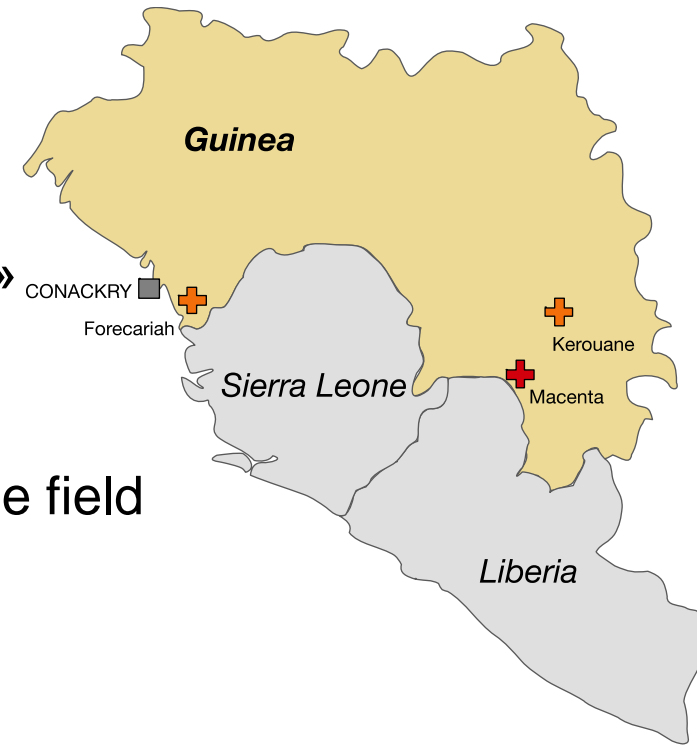 Guinea
»
CONACKRY
Forecariah
Kerouane
Sierra Leone
Macenta
e field
Liberia